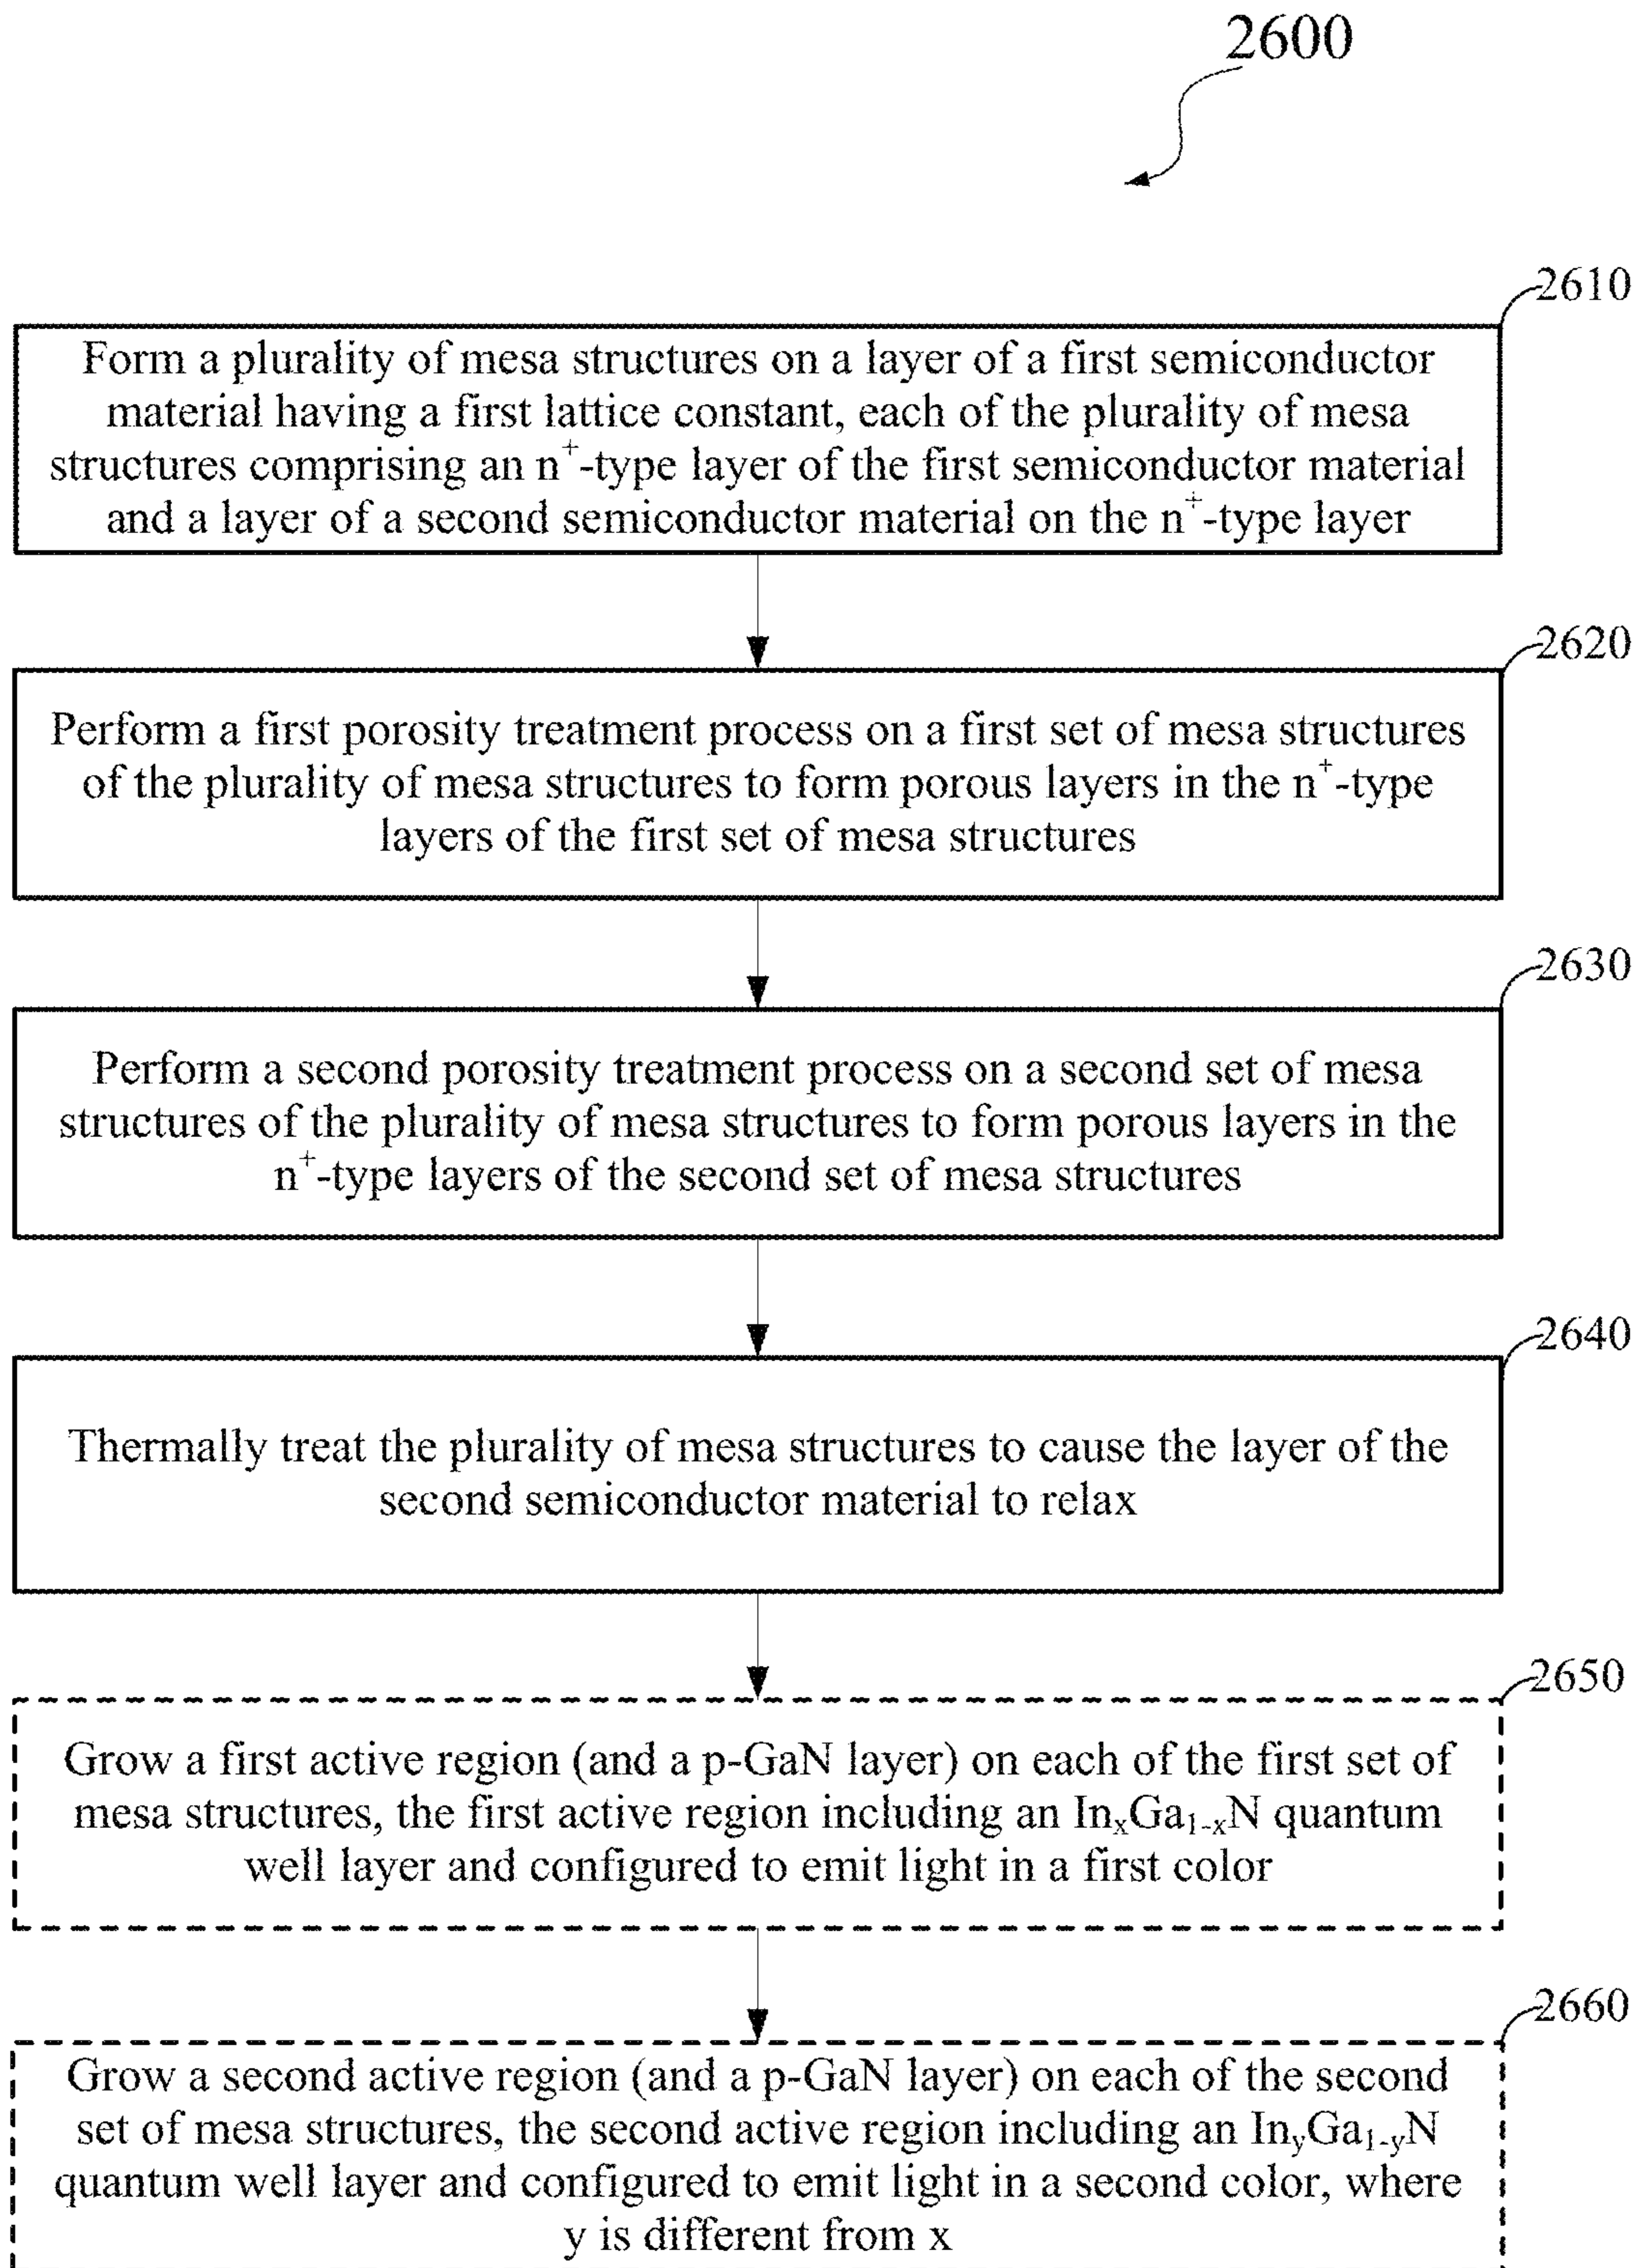 2600
2610
Form a plurality of mesa structures on a layer of a first semiconductor
material having a first lattice constant, each of the plurality of mesa
structures comprising an n⁺-type layer of the first semiconductor material
and a layer of a second semiconductor material on the n⁺-type layer
2620
Perform a first porosity treatment process on a first set of mesa structures
of the plurality of mesa structures to form porous layers in the n⁺-type
layers of the first set of mesa structures
2630
Perform a second porosity treatment process on a second set of mesa
structures of the plurality of mesa structures to form porous layers in the
n⁺-type layers of the second set of mesa structures
2640
Thermally treat the plurality of mesa structures to cause the layer of the
second semiconductor material to relax
2650
Grow a first active region (and a p-GaN layer) on each of the first set of
mesa structures, the first active region including an InₓGa₁₋ₓN quantum
well layer and configured to emit light in a first color
2660
Grow a second active region (and a p-GaN layer) on each of the second
set of mesa structures, the second active region including an In_yGa_{1-y}N
quantum well layer and configured to emit light in a second color, where
y is different from x